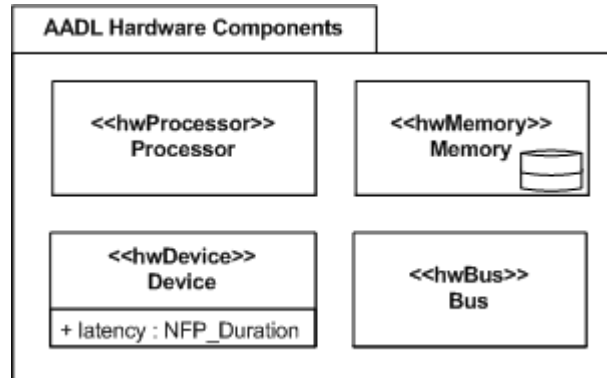 AADL Hardware Components
<<hwProcessor>>
Processor
<<hwMemory>>
Memory
<<hwDevice>>
Device
+ latency : NFP_Duration
<<hwBus>>
Bus